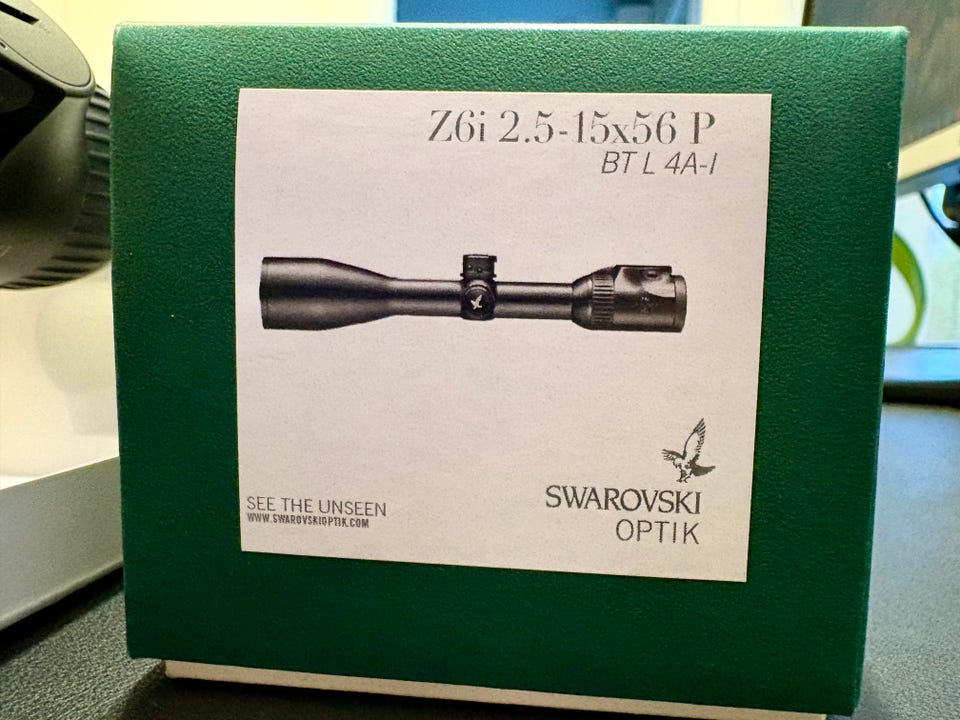 Z6i 2.5-15x56 P
BT L 4A-I
SEE THE UNSEEN
WWW.SWAROVSKIOPTIK.COM
SWAROVSKI
OPTIK